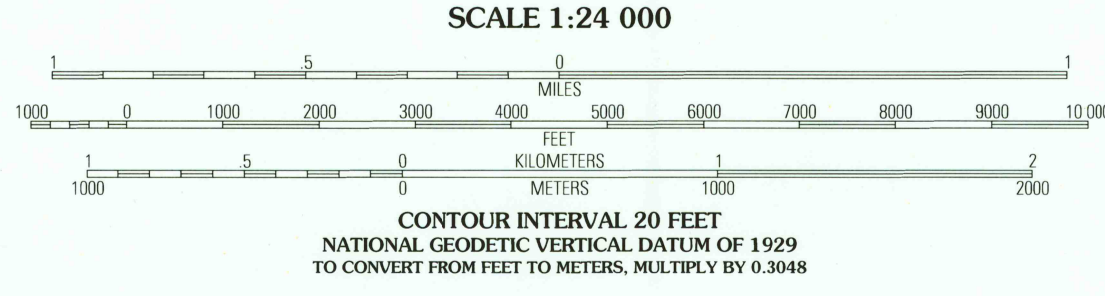 SCALE 1:24 000
1 .5 0 1
MILES
1000 0 1000 2000 3000 4000 5000 6000 7000 8000 9000 10 000
FEET
1 .5 0 KILOMETERS 1 2
1000 0 METERS 1000 2000
CONTOUR INTERVAL 20 FEET
NATIONAL GEODETIC VERTICAL DATUM OF 1929
TO CONVERT FROM FEET TO METERS, MULTIPLY BY 0.3048